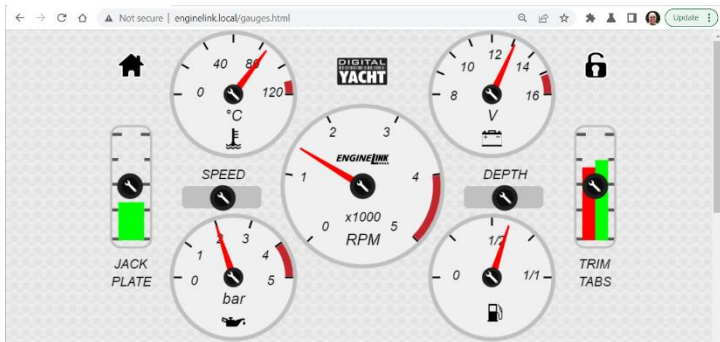 Not secure | enginelink.local/gauges.html
Update
0 40 80 120
°C
DIGITAL
YACHT
8 10 12 14 16
V
0 1 2 3 4 5
ENGINELINK
x1000
RPM
SPEED
DEPTH
JACK
PLATE
0 1 2 3 4 5
bar
0 1/2 1/1
TRIM
TABS